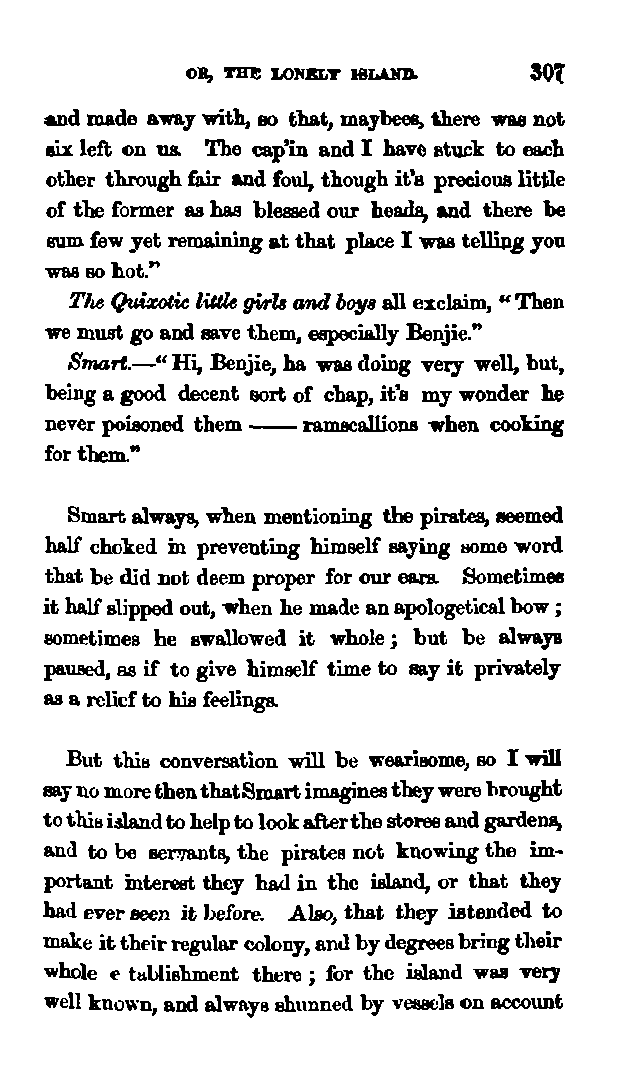 OR, THE LONELY ISLAND. 307
and made away with, so that, maybees, there was not
six left on us. The cap'in and I have stuck to each
other through fair and foul, though it's precious little
of the former as has blessed our heads, and there be
sum few yet remaining at that place I was telling you
was so hot."
The Quixotic little girls and boys all exclaim, "Then
we must go and save them, especially Benjie."
Smart.—"Hi, Benjie, ha was doing very well, but,
being a good decent sort of chap, it's my wonder he
never poisoned them —— ramscallions when cooking
for them."
Smart always, when mentioning the pirates, seemed
half choked in preventing himself saying some word
that he did not deem proper for our ears. Sometimes
it half slipped out, when he made an apologetical bow;
sometimes he swallowed it whole; but he always
paused, as if to give himself time to say it privately
as a relief to his feelings.
But this conversation will be wearisome, so I will
say no more then that Smart imagines they were brought
to this island to help to look after the stores and gardens,
and to be servants, the pirates not knowing the im-
portant interest they had in the island, or that they
had ever seen it before. Also, that they istended to
make it their regular colony, and by degrees bring their
whole e tablishment there; for the island was very
well known, and always shunned by vessels on account